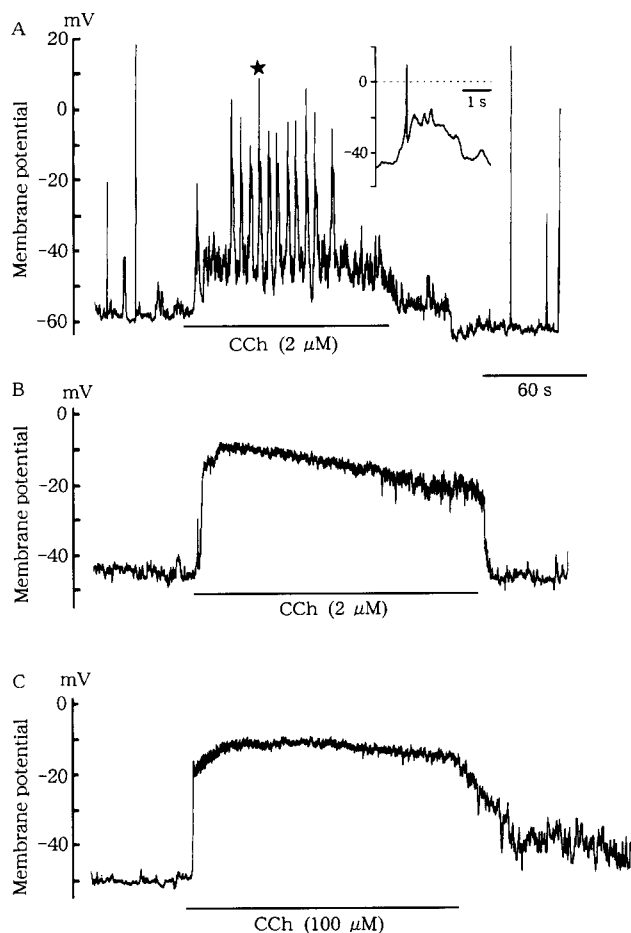 A
mV
20
0
−20
−40
−60
Membrane potential
★
0
−40
1 s
CCh (2 μM)
60 s
B
mV
0
−20
−40
Membrane potential
CCh (2 μM)
C
mV
0
−20
−40
Membrane potential
CCh (100 μM)